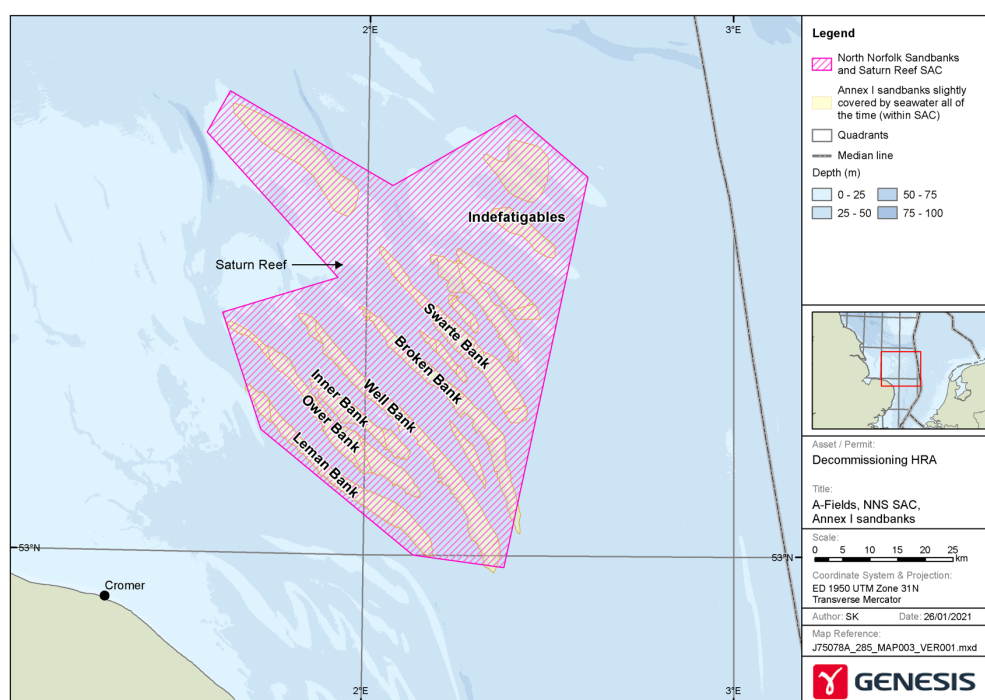 2°E
3°E
Indefatigables
Saturn Reef
Swarte Bank
Broken Bank
Well Bank
Inner Bank
Ower Bank
Leman Bank
53°N
53°N
Cromer
2°E
3°E
Legend
North Norfolk Sandbanks
and Saturn Reef SAC
Annex I sandbanks slightly
covered by seawater all of
the time (within SAC)
Quadrants
Median line
Depth (m)
0 - 25
50 - 75
25 - 50
75 - 100
Asset / Permit:
Decommissioning HRA
Title:
A-Fields, NNS SAC,
Annex I sandbanks
Scale:
0 5 10 15 20 25
km
Coordinate System & Projection:
ED 1950 UTM Zone 31N
Transverse Mercator
Author: SK Date: 26/01/2021
Map Reference:
J75078A_285_MAP003_VER001.mxd
GENESIS